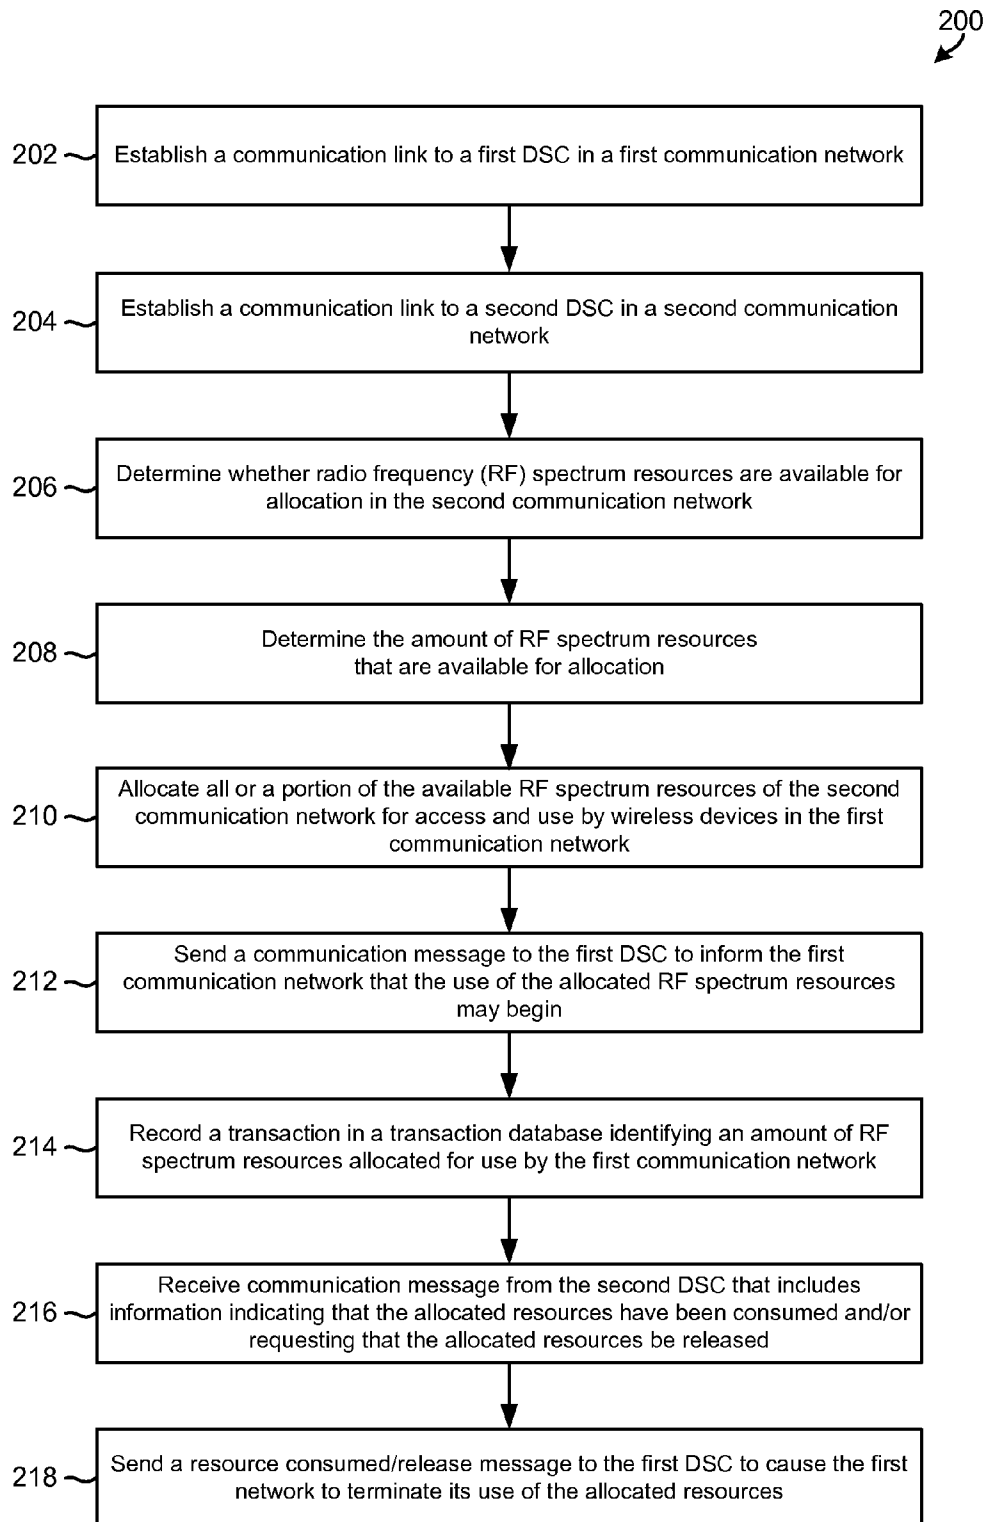 200
202
Establish a communication link to a first DSC in a first communication network
204
Establish a communication link to a second DSC in a second communication
network
206
Determine whether radio frequency (RF) spectrum resources are available for
allocation in the second communication network
208
Determine the amount of RF spectrum resources
that are available for allocation
210
Allocate all or a portion of the available RF spectrum resources of the second
communication network for access and use by wireless devices in the first
communication network
212
Send a communication message to the first DSC to inform the first
communication network that the use of the allocated RF spectrum resources
may begin
214
Record a transaction in a transaction database identifying an amount of RF
spectrum resources allocated for use by the first communication network
216
Receive communication message from the second DSC that includes
information indicating that the allocated resources have been consumed and/or
requesting that the allocated resources be released
218
Send a resource consumed/release message to the first DSC to cause the first
network to terminate its use of the allocated resources